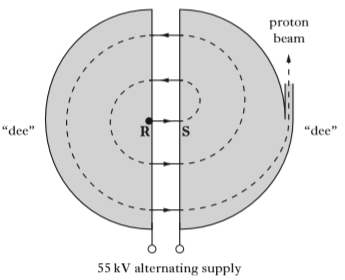 proton
beam
“dee”
R
S
“dee”
55 kV alternating supply